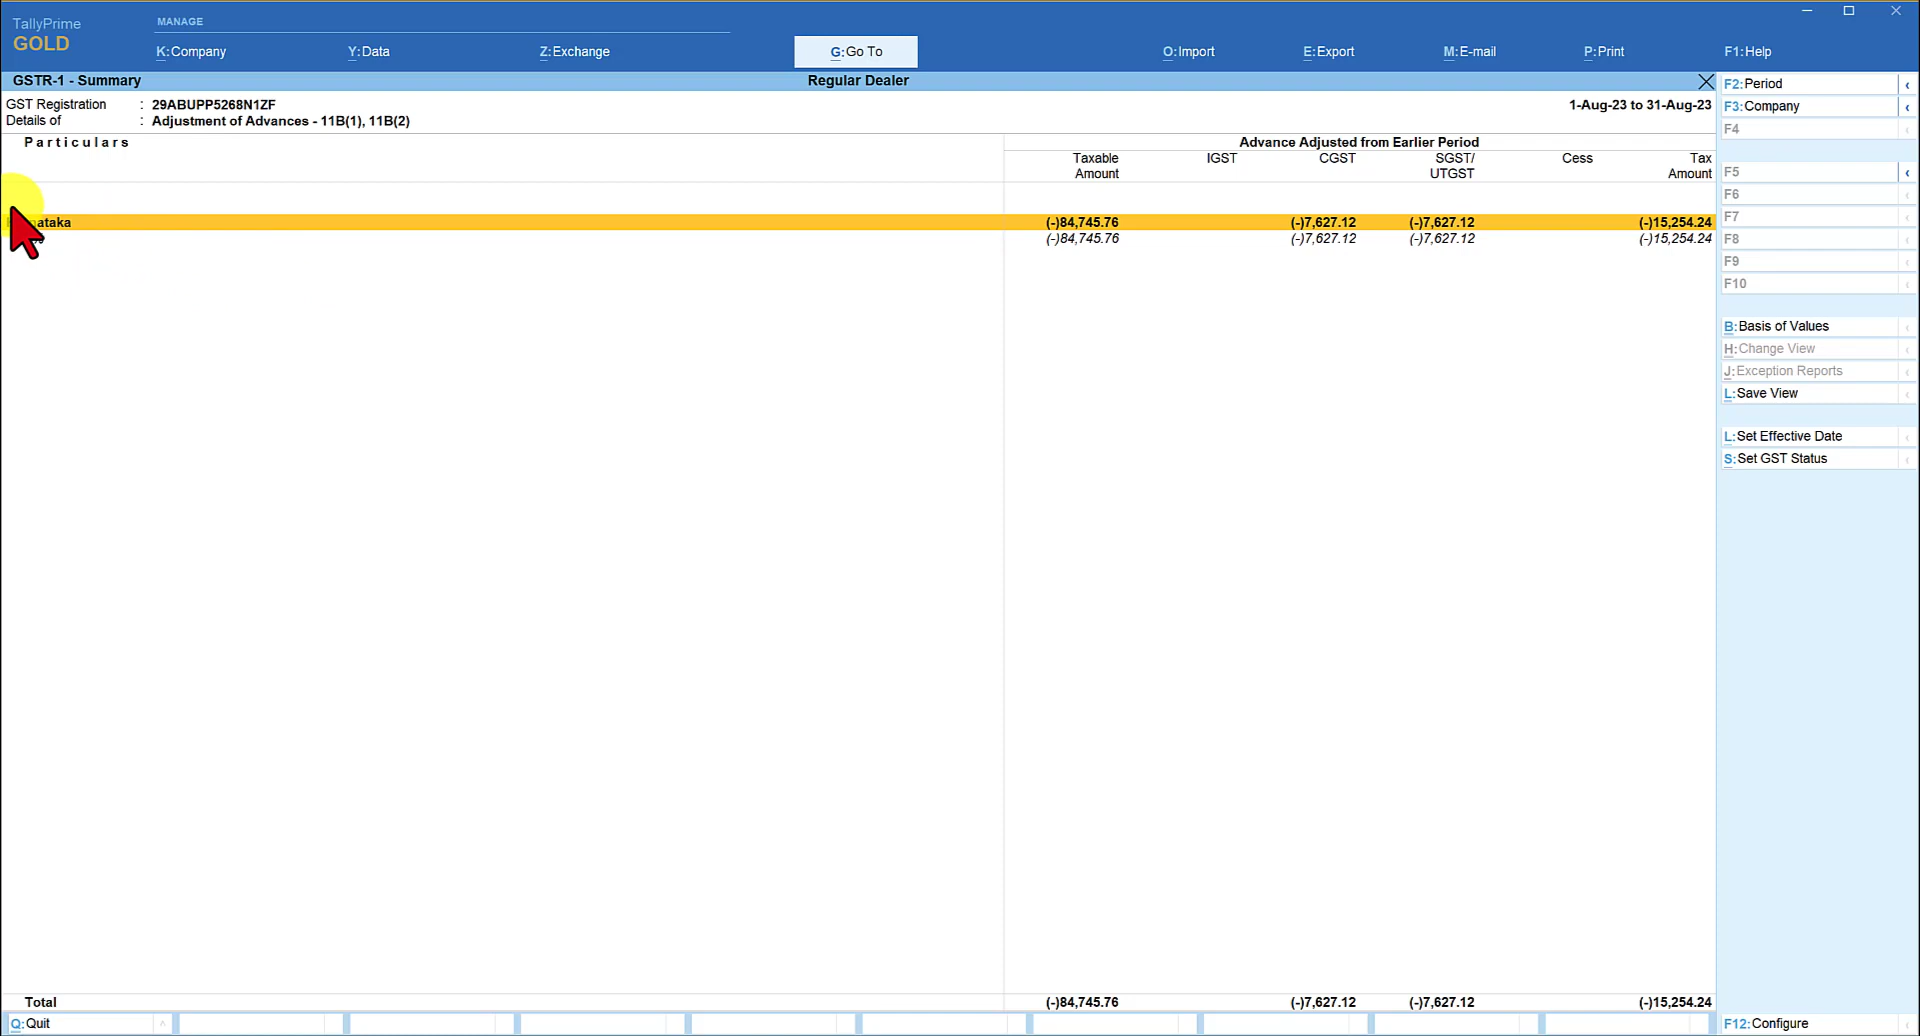 TallyPrime
GOLD
MANAGE
K:Company Y:Data Z:Exchange G:Go To O:Import E:Export M:E-mail P:Print F1:Help
GSTR-1 - Summary Regular Dealer
GST Registration : 29ABUPP5268N1ZF 1-Aug-23 to 31-Aug-23
Details of : Adjustment of Advances - 11B(1), 11B(2)
Particulars Advance Adjusted from Earlier Period
Taxable IGST CGST SGST/ Cess Tax
Amount UTGST Amount
(-)84,745.76 (-)7,627.12 (-)7,627.12 (-)15,254.24
(-)84,745.76 (-)7,627.12 (-)7,627.12 (-)15,254.24
Total (-)84,745.76 (-)7,627.12 (-)7,627.12 (-)15,254.24
Q:Quit
F2:Period
F3:Company
F4
F5
F6
F7
F8
F9
F10
B:Basis of Values
H:Change View
J:Exception Reports
L:Save View
L:Set Effective Date
S:Set GST Status
F12:Configure